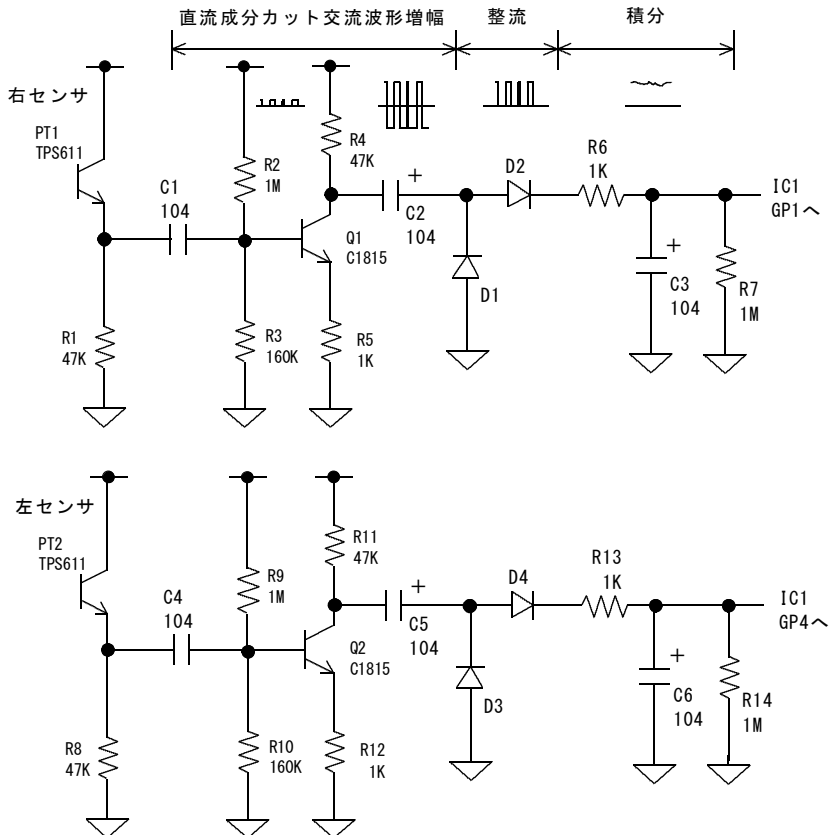 直流成分カット交流波形増幅 整流 積分
右センサ
PT1
TPS611
R1
47K
C1
104
R2
1M
R3
160K
R4
47K
Q1
C1815
R5
1K
+
C2
104
D1
D2
R6
1K
+
C3
104
R7
1M
IC1
GP1へ
左センサ
PT2
TPS611
R8
47K
C4
104
R9
1M
R10
160K
R11
47K
Q2
C1815
R12
1K
+
C5
104
D3
D4
R13
1K
+
C6
104
R14
1M
IC1
GP4へ